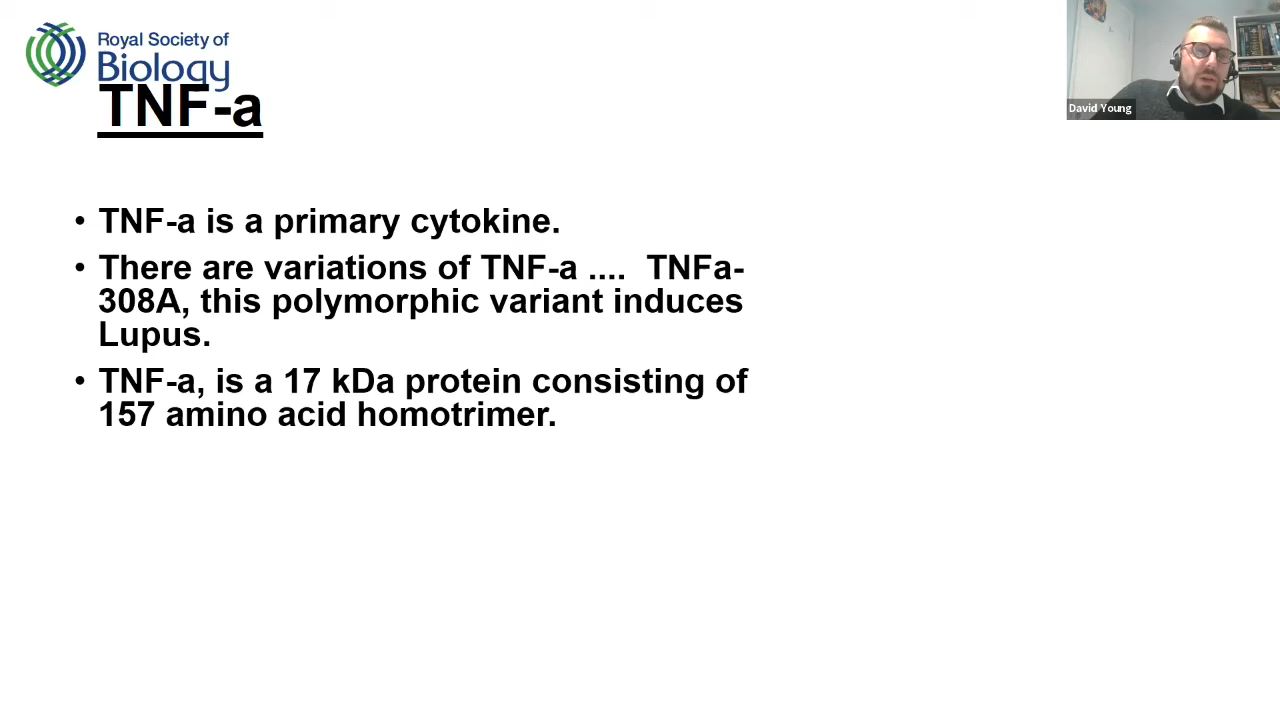 Royal Society of
Biology
TNF-a
David Young
• TNF-a is a primary cytokine.
• There are variations of TNF-a ....  TNFa-
308A, this polymorphic variant induces
Lupus.
• TNF-a, is a 17 kDa protein consisting of
157 amino acid homotrimer.